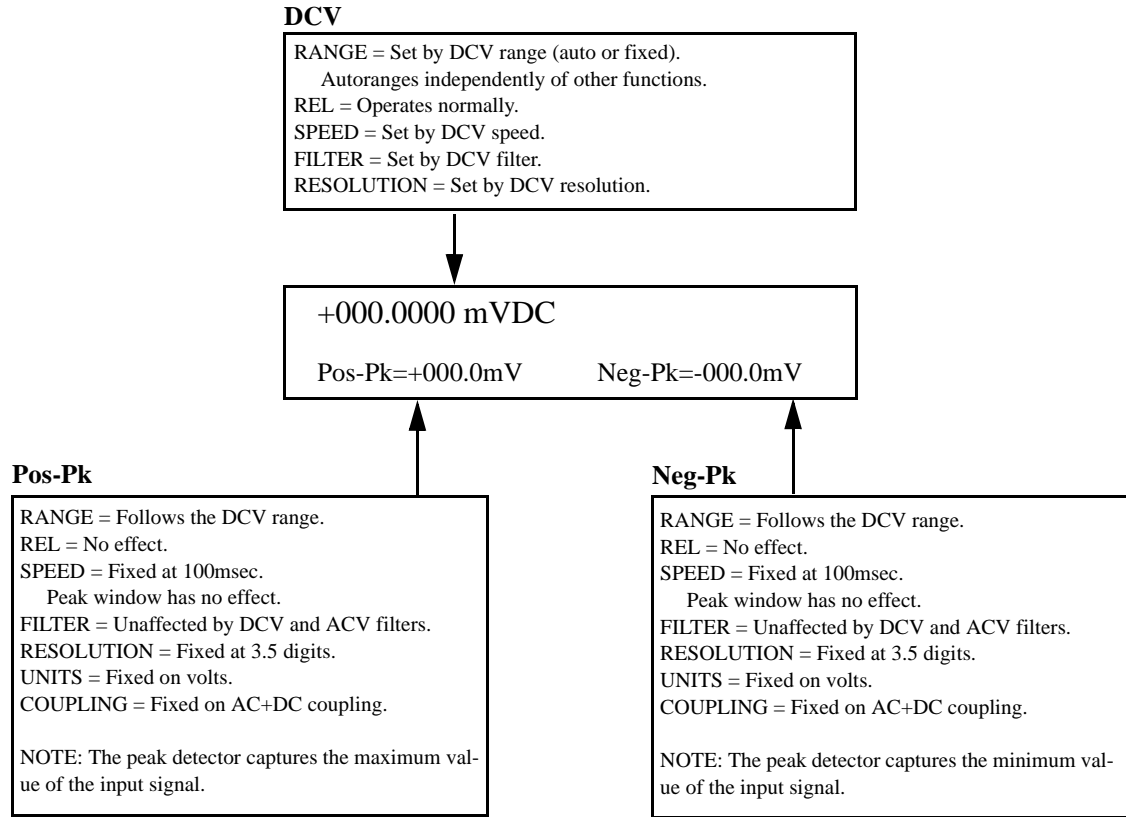 DCV
RANGE = Set by DCV range (auto or fixed).
Autoranges independently of other functions.
REL = Operates normally.
SPEED = Set by DCV speed.
FILTER = Set by DCV filter.
RESOLUTION = Set by DCV resolution.
+000.0000 mVDC
Pos-Pk=+000.0mV Neg-Pk=-000.0mV
Pos-Pk
RANGE = Follows the DCV range.
REL = No effect.
SPEED = Fixed at 100msec.
Peak window has no effect.
FILTER = Unaffected by DCV and ACV filters.
RESOLUTION = Fixed at 3.5 digits.
UNITS = Fixed on volts.
COUPLING = Fixed on AC+DC coupling.
NOTE: The peak detector captures the maximum val-
ue of the input signal.
Neg-Pk
RANGE = Follows the DCV range.
REL = No effect.
SPEED = Fixed at 100msec.
Peak window has no effect.
FILTER = Unaffected by DCV and ACV filters.
RESOLUTION = Fixed at 3.5 digits.
UNITS = Fixed on volts.
COUPLING = Fixed on AC+DC coupling.
NOTE: The peak detector captures the minimum val-
ue of the input signal.